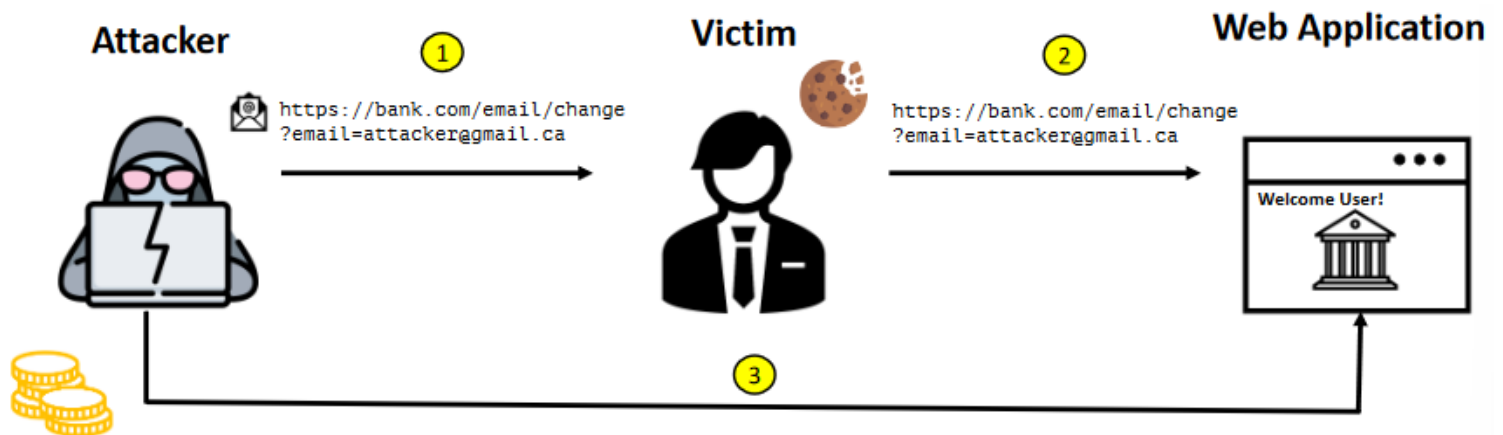 Attacker
1
Victim
2
Web Application
https://bank.com/email/change
?email=attacker@gmail.ca
https://bank.com/email/change
?email=attacker@gmail.ca
Welcome User!
3